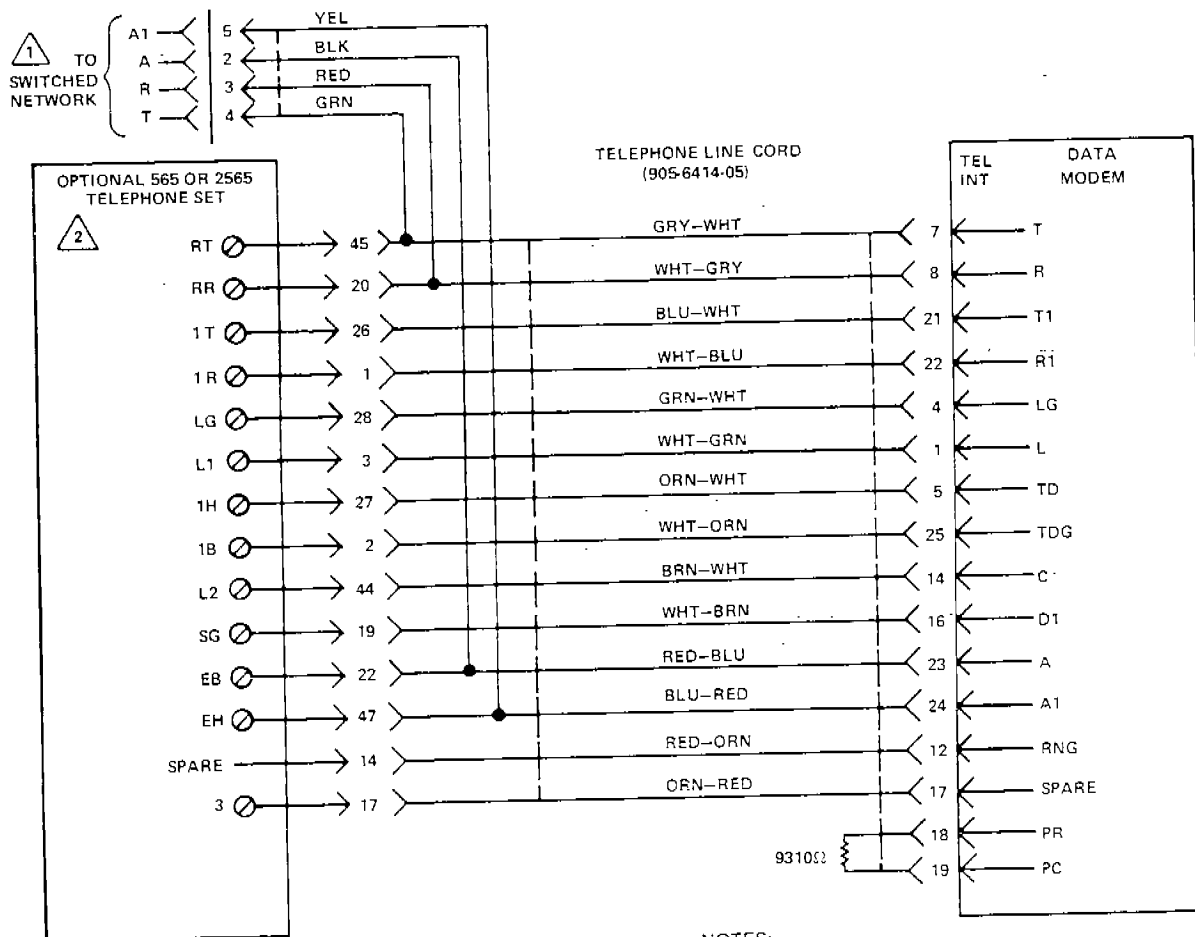 A1 5 YEL
1 TO SWITCHED NETWORK
A 2 BLK
R 3 RED
T 4 GRN
TELEPHONE LINE CORD
(905-6414-05)
OPTIONAL 565 OR 2565
TELEPHONE SET
2
TEL INT
DATA MODEM
RT 45 GRY–WHT 7 T
RR 20 WHT–GRY 8 R
1T 26 BLU–WHT 21 T1
1R 1 WHT–BLU 22 R1
LG 28 GRN–WHT 4 LG
L1 3 WHT–GRN 1 L
1H 27 ORN–WHT 5 TD
1B 2 WHT–ORN 25 TDG
L2 44 BRN–WHT 14 C
SG 19 WHT–BRN 16 D1
EB 22 RED–BLU 23 A
EH 47 BLU–RED 24 A1
SPARE 14 RED–ORN 12 RNG
3 17 ORN–RED 17 SPARE
18 PR
9310Ω
19 PC
NOTES: